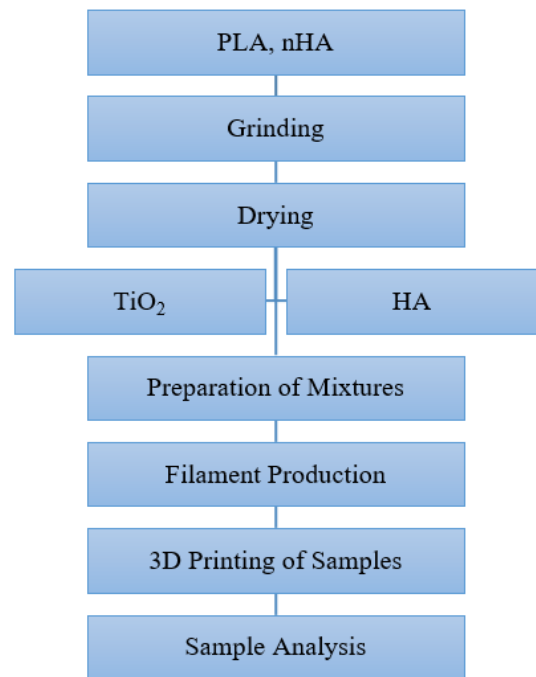 PLA, nHA
Grinding
Drying
TiO₂
HA
Preparation of Mixtures
Filament Production
3D Printing of Samples
Sample Analysis